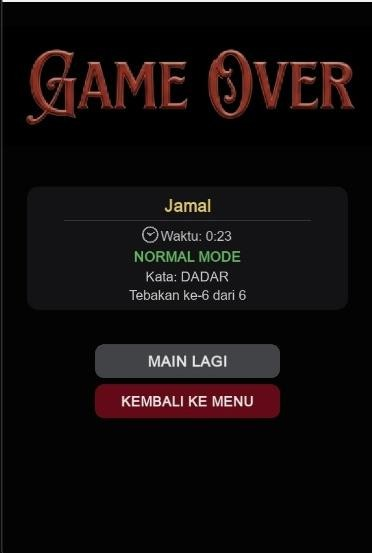 GAME OVER
Jamal
Waktu: 0:23
NORMAL MODE
Kata: DADAR
Tebakan ke-6 dari 6
MAIN LAGI
KEMBALI KE MENU